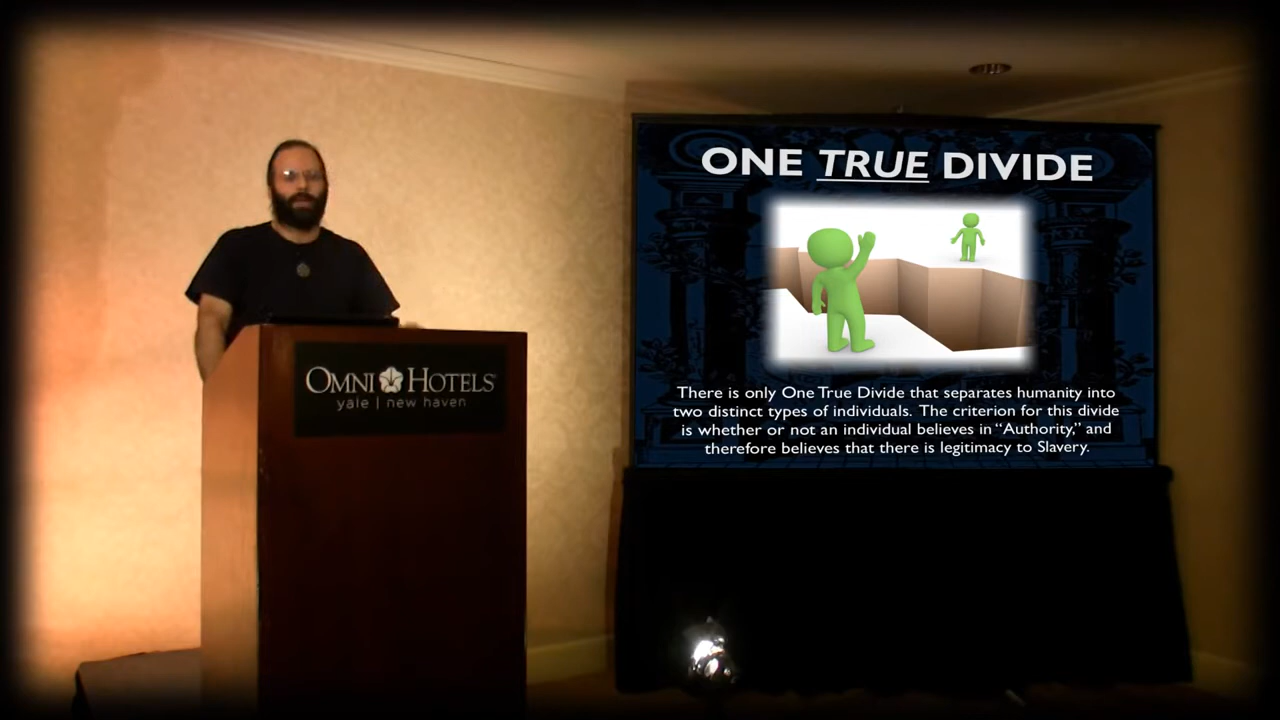 OMNI HOTELS
yale | new haven
ONE TRUE DIVIDE
There is only One True Divide that separates humanity into
two distinct types of individuals. The criterion for this divide
is whether or not an individual believes in “Authority,” and
therefore believes that there is legitimacy to Slavery.